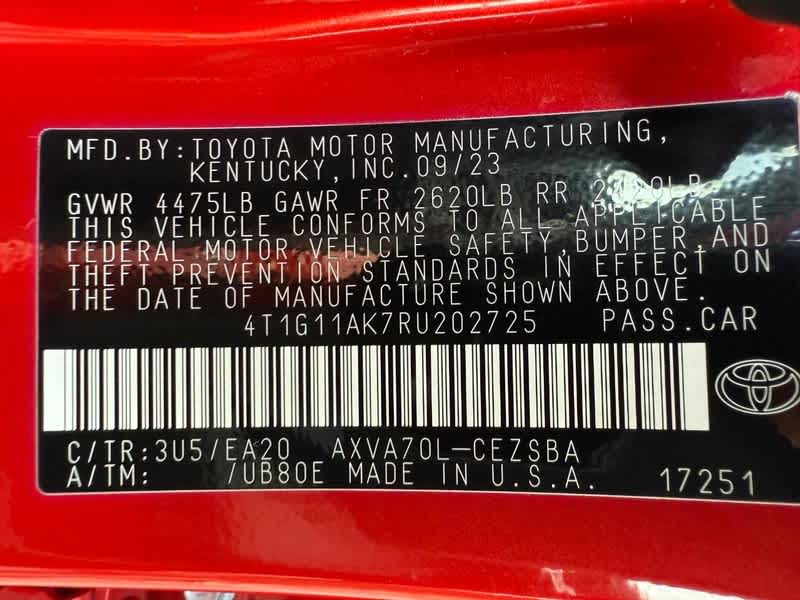 MFD.BY:TOYOTA MOTOR MANUFACTURING,
KENTUCKY,INC.09/23
GVWR 4475LB GAWR FR 2620LB RR
THIS VEHICLE CONFORMS TO ALL APPLICABLE
FEDERAL MOTOR VEHICLE SAFETY,BUMPER,AND
THEFT PREVENTION STANDARDS IN EFFECT ON
THE DATE OF MANUFACTURE SHOWN ABOVE.
4T1G11AK7RU202725 PASS.CAR
C/TR:3U5/EA20 AXVA70L-CEZSBA
A/TM: /UB80E MADE IN U.S.A. 17251